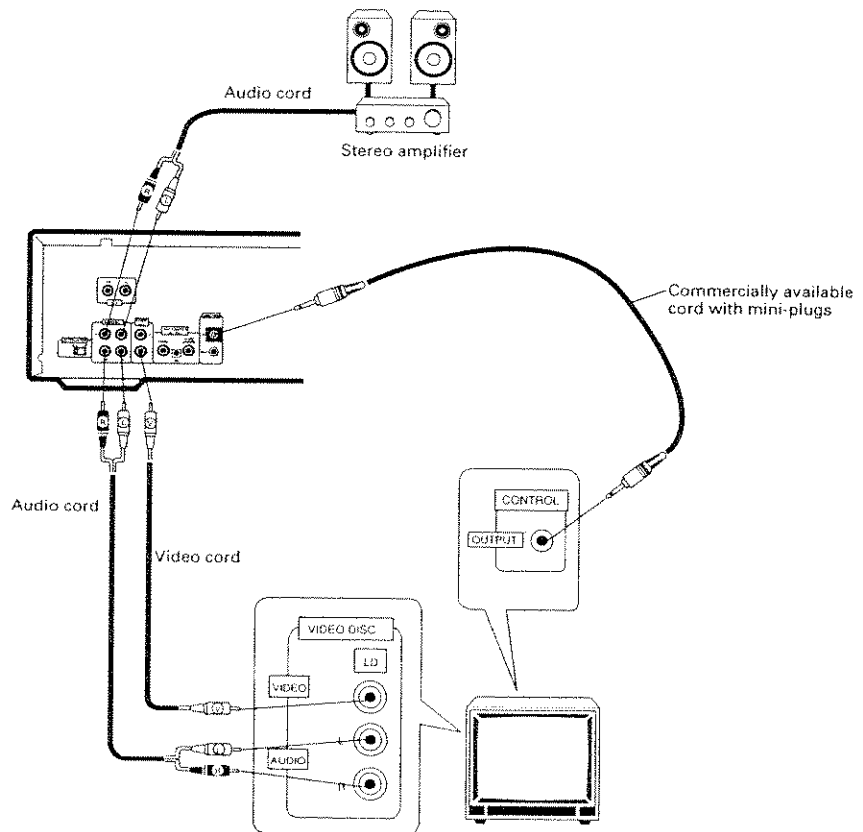 Audio cord
Stereo amplifier
R
L
Commercially available
cord with mini-plugs
R
L
V
CONTROL
OUTPUT
Audio cord
Video cord
VIDEO DISC
LD
VIDEO
V
L
L
AUDIO
R
R